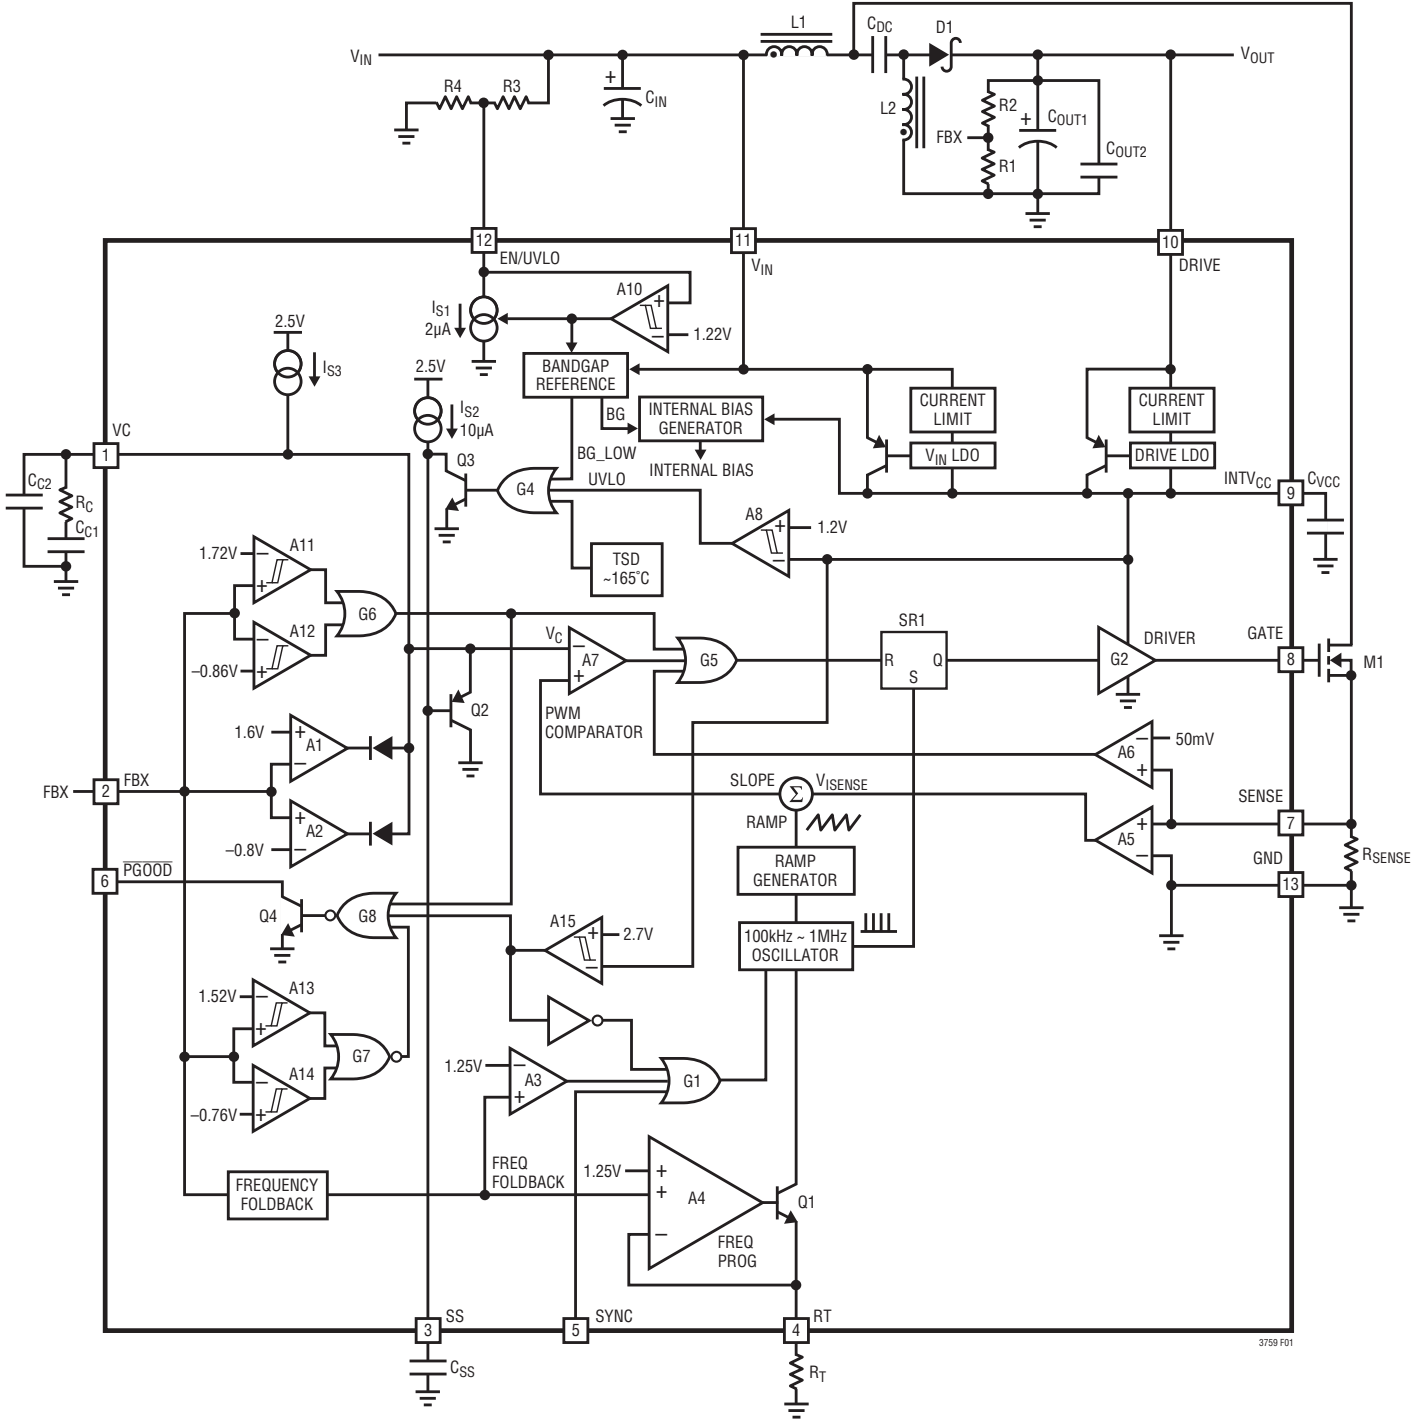 L1
CDC
D1
VIN
VOUT
R4
R3
CIN
L2
R2
FBX
COUT1
R1
COUT2
12
11
10
EN/UVLO
VIN
DRIVE
A10
+
−
1.22V
IS1
2µA
2.5V
IS3
2.5V
IS2
10µA
BANDGAP
REFERENCE
BG
INTERNAL BIAS
GENERATOR
INTERNAL BIAS
CURRENT
LIMIT
VIN LDO
CURRENT
LIMIT
DRIVE LDO
VC
1
CC2
RC
CC1
Q3
BG_LOW
G4
UVLO
INTVCC
9
CVCC
A8
+
−
1.2V
TSD
~165˚C
1.72V
−
+
A11
A12
−
+
−0.86V
G6
VC
−
+
A7
PWM
COMPARATOR
G5
SR1
R
Q
S
G2
DRIVER
GATE
8
M1
Q2
1.6V
+
−
A1
FBX
2
FBX
A2
+
−
−0.8V
A6
−
+
50mV
SLOPE
Σ
VISENSE
RAMP
SENSE
7
A5
+
−
RSENSE
GND
13
6
PGOOD
RAMP
GENERATOR
Q4
G8
A15
+
−
2.7V
100kHz ~ 1MHz
OSCILLATOR
1.52V
−
+
A13
G7
A14
−
+
−0.76V
1.25V
−
+
A3
G1
FREQUENCY
FOLDBACK
FREQ
FOLDBACK
1.25V
+
+
−
A4
FREQ
PROG
Q1
SS
3
SYNC
5
RT
4
CSS
RT
3759 F01